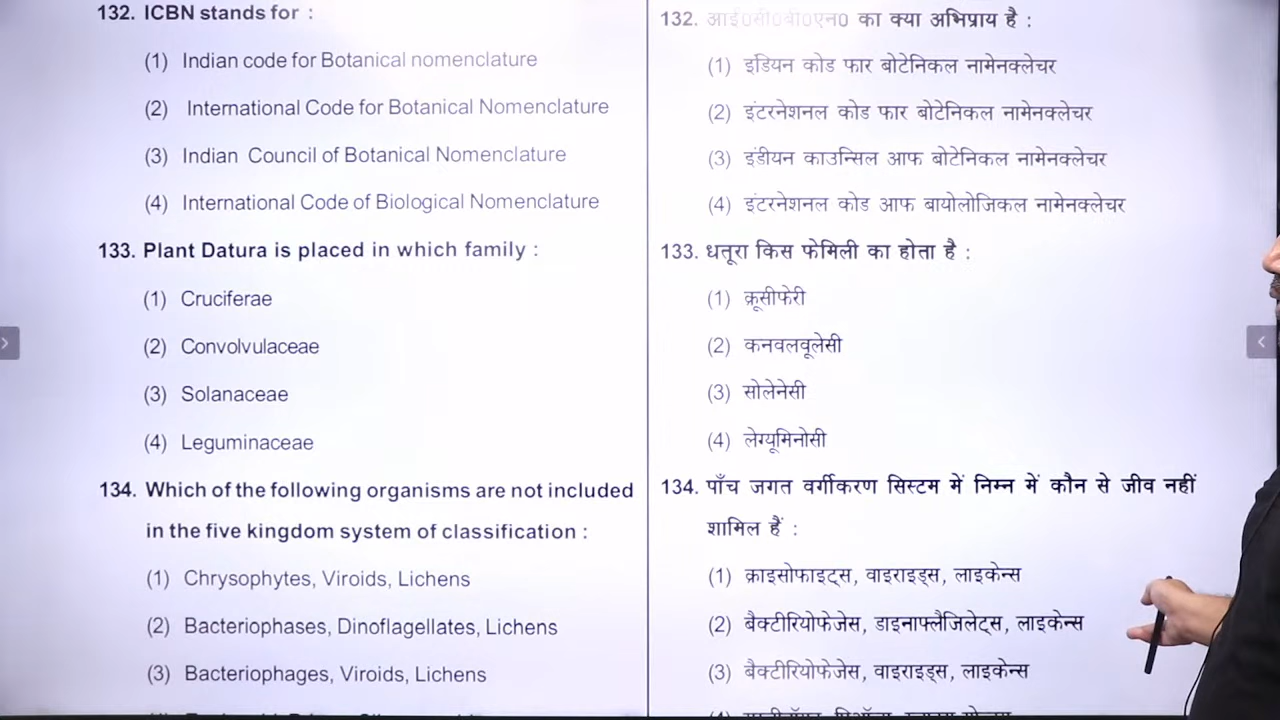 132. ICBN stands for :
(1) Indian code for Botanical nomenclature
(2) International Code for Botanical Nomenclature
(3) Indian Council of Botanical Nomenclature
(4) International Code of Biological Nomenclature
133. Plant Datura is placed in which family :
(1) Cruciferae
(2) Convolvulaceae
(3) Solanaceae
(4) Leguminaceae
134. Which of the following organisms are not included
in the five kingdom system of classification :
(1) Chrysophytes, Viroids, Lichens
(2) Bacteriophases, Dinoflagellates, Lichens
(3) Bacteriophages, Viroids, Lichens
132. आई0सी0बी0एन0 का क्या अभिप्राय है :
(1) इडियन कोड फार बोटेनिकल नामेनक्लेचर
(2) इंटरनेशनल कोड फार बोटेनिकल नामेनक्लेचर
(3) इंडीयन काउन्सिल आफ बोटेनिकल नामेनक्लेचर
(4) इंटरनेशनल कोड आफ बायोलोजिकल नामेनक्लेचर
133. धतूरा किस फेमिली का होता है :
(1) क्रूसीफेरी
(2) कनवलवूलेसी
(3) सोलेनेसी
(4) लेग्यूमिनोसी
134. पाँच जगत वर्गीकरण सिस्टम में निम्न में कौन से जीव नहीं
शामिल हैं :
(1) क्राइसोफाइट्स, वाइराइड्स, लाइकेन्स
(2) बैक्टीरियोफेजेस, डाइनाफ्लैजिलेट्स, लाइकेन्स
(3) बैक्टीरियोफेजेस, वाइराइड्स, लाइकेन्स